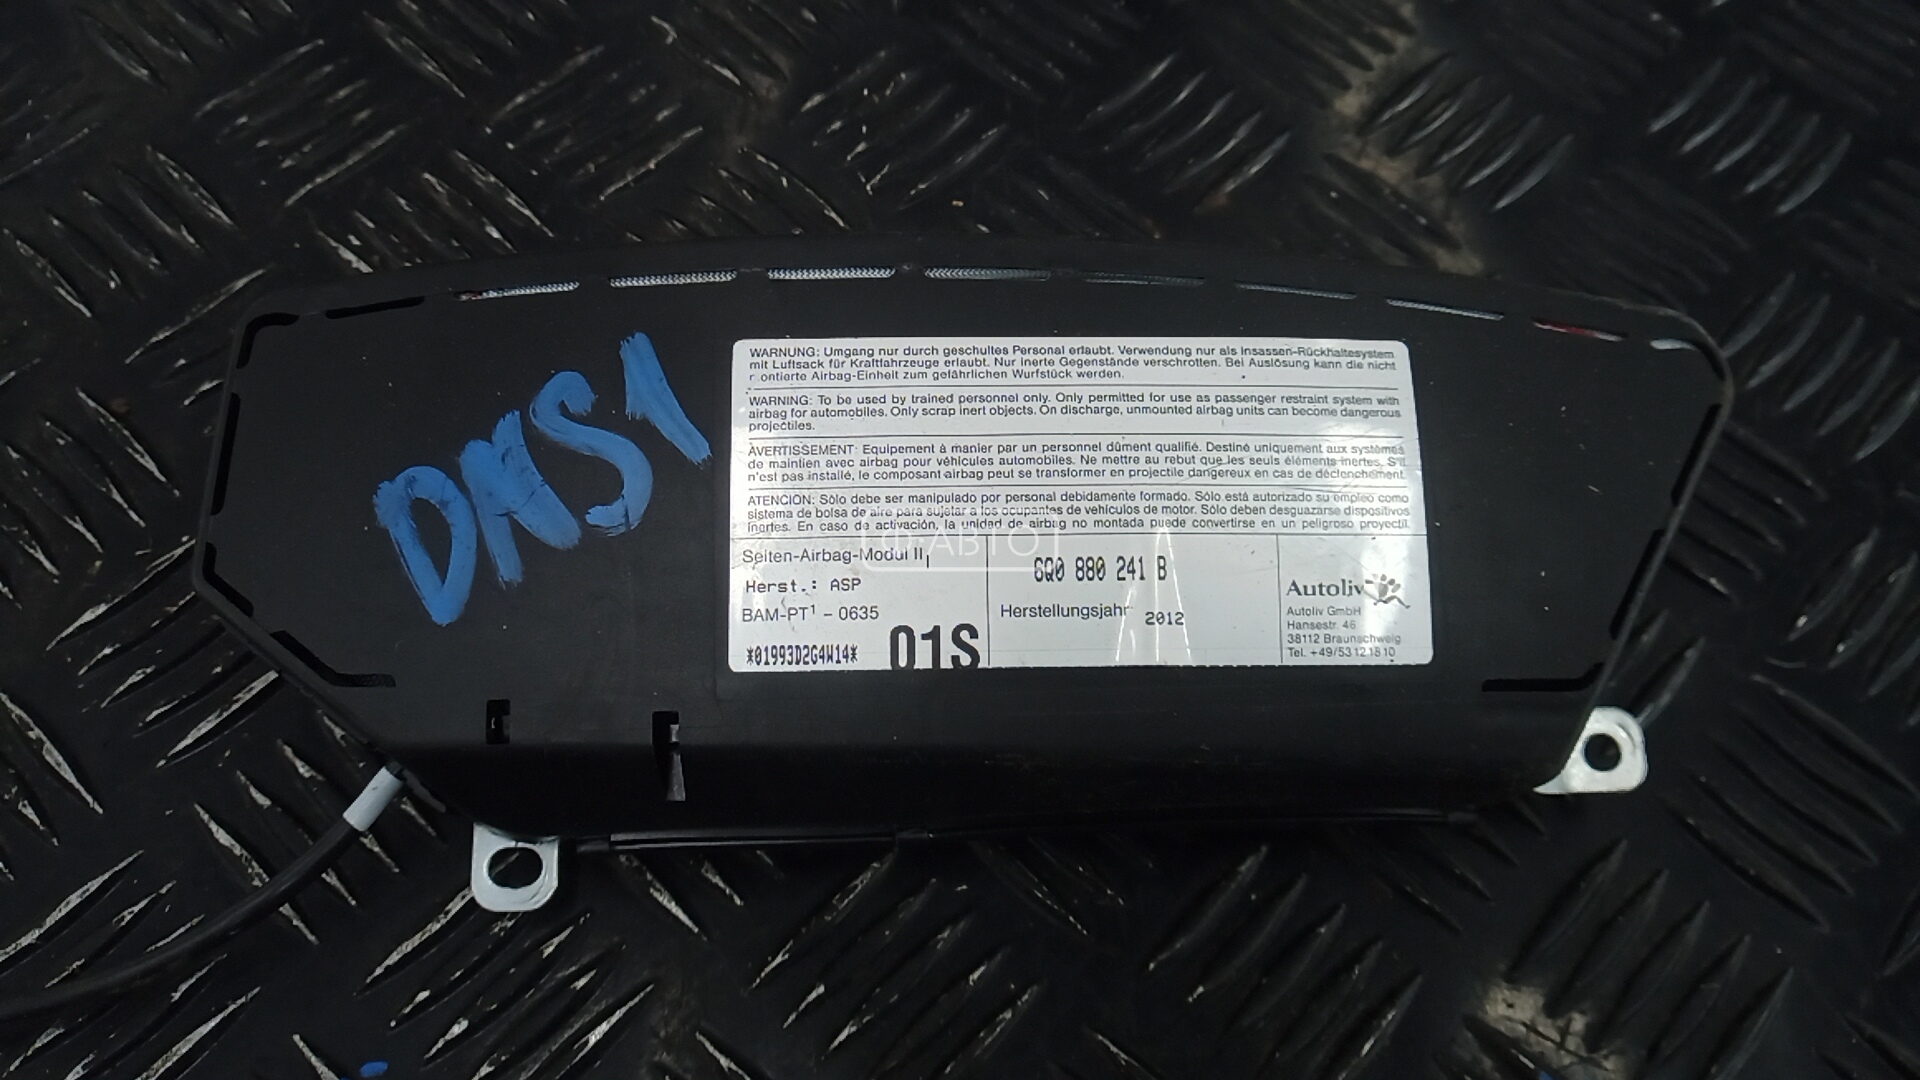 DNS1
WARNUNG: Umgang nur durch geschultes Personal erlaubt. Verwendung nur als Insassen-Rückhaltesystem
mit Luftsack für Kraftfahrzeuge erlaubt. Nur inerte Gegenstände verschrotten. Bei Auslösung kann die nicht
r ontierte Airbag-Einheit zum gefährlichen Wurfstück werden.
WARNING: To be used by trained personnel only. Only permitted for use as passenger restraint system with
airbag for automobiles. Only scrap inert objects. On discharge, unmounted airbag units can become dangerous
projectiles.
AVERTISSEMENT: Equipement à manier par un personnel dûment qualifié. Destiné uniquement aux systèmes
de maintien avec airbag pour véhicules automobiles. Ne mettre au rebut que les seuls éléments inertes. S'il
n'est pas installé, le composant airbag peut se transformer en projectile dangereux en cas de déclenchement.
ATENCION: Sólo debe ser manipulado por personal debidamente formado. Sólo está autorizado su empleo como
sistema de bolsa de aire para sujetar a los ocupantes de vehículos de motor. Sólo deben desguazarse dispositivos
inertes. En caso de activación, la unidad de airbag no montada puede convertirse en un peligroso proyectil.
Ф-АВТО
Seiten-Airbag-Modul II
Herst.: ASP
BAM-PT¹ - 0635
*01993D2G4W14*
01S
6Q0 880 241 B
Herstellungsjahr 2012
Autoliv
Autoliv GmbH
Hansestr. 46
38112 Braunschweig
Tel. +49/53 12 18 10